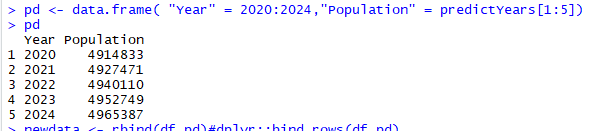 > pd <- data.frame( "Year" = 2020:2024,"Population" = predictYears[1:5])
> pd
  Year Population
1 2020    4914833
2 2021    4927471
3 2022    4940110
4 2023    4952749
5 2024    4965387
> newdata <- rbind(df,pd)#dplyr::bind_rows(df,pd)